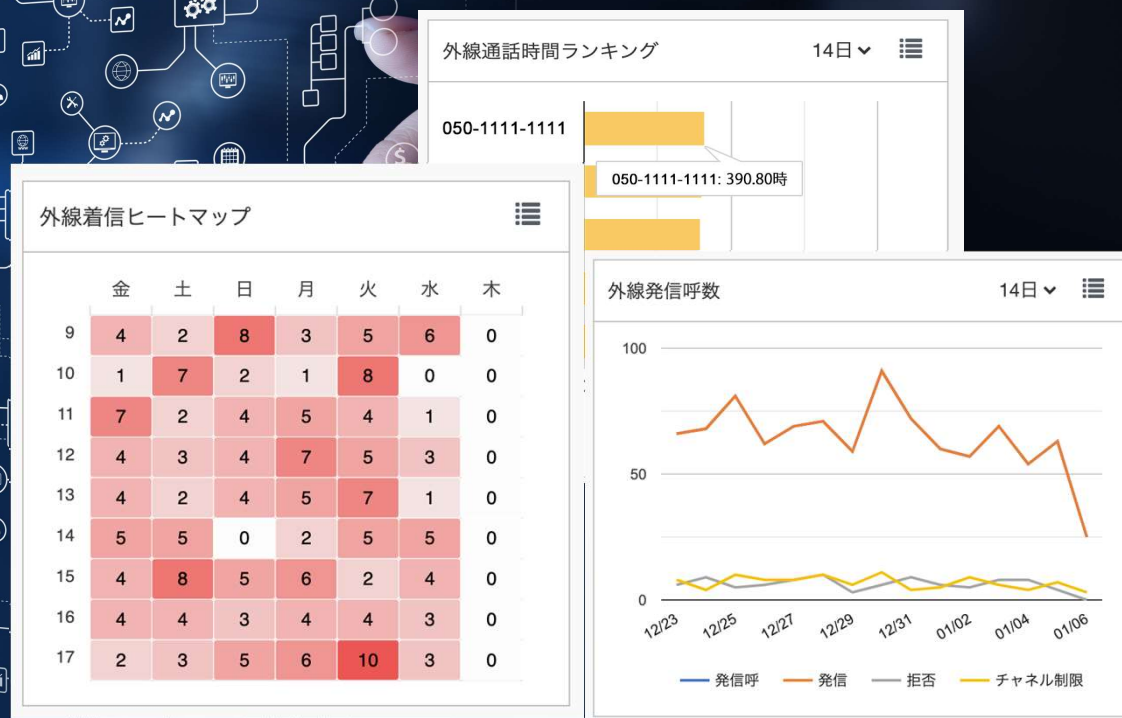 外線通話時間ランキング 14日
050-1111-1111
050-1111-1111: 390.80時
外線着信ヒートマップ
金 土 日 月 火 水 木
9 4 2 8 3 5 6 0
10 1 7 2 1 8 0 0
11 7 2 4 5 4 1 0
12 4 3 4 7 5 3 0
13 4 2 4 5 7 1 0
14 5 5 0 2 5 5 0
15 4 8 5 6 2 4 0
16 4 4 3 4 4 3 0
17 2 3 5 6 10 3 0
外線発信呼数 14日
100
50
0
12/23 12/25 12/27 12/29 12/31 01/02 01/04 01/06
発信呼 発信 拒否 チャネル制限